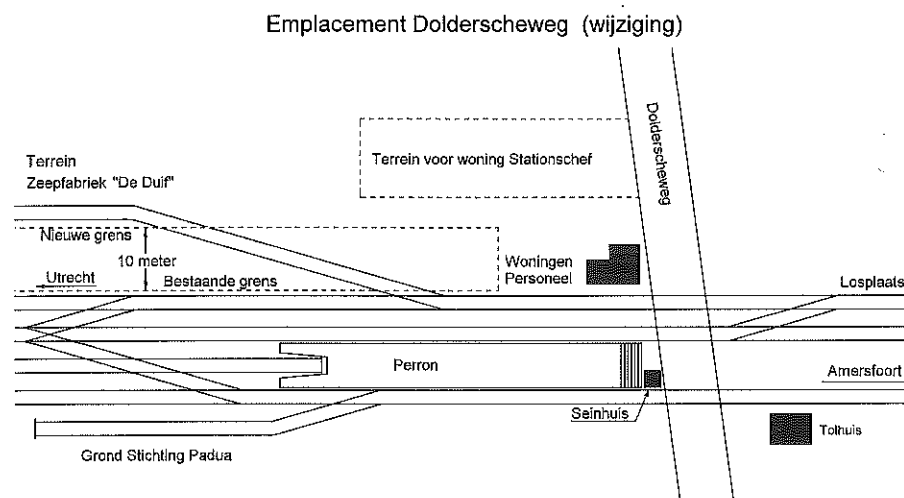 Emplacement Dolderscheweg (wijziging)
Dolderscheweg
Terrein voor woning Stationschef
Terrein
Zeepfabriek "De Duif"
Nieuwe grens
10 meter
Utrecht
Bestaande grens
Woningen
Personeel
Losplaats
Perron
Amersfoort
Seinhuis
Tolhuis
Grond Stichting Padua